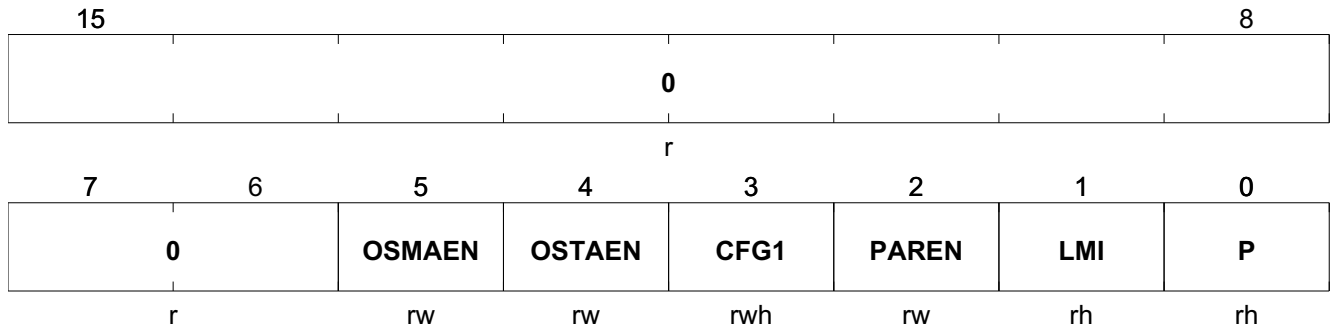 15 8
0
r
7 6 5 4 3 2 1 0
0 OSMAEN OSTAEN CFG1 PAREN LMI P
r rw rw rwh rw rh rh